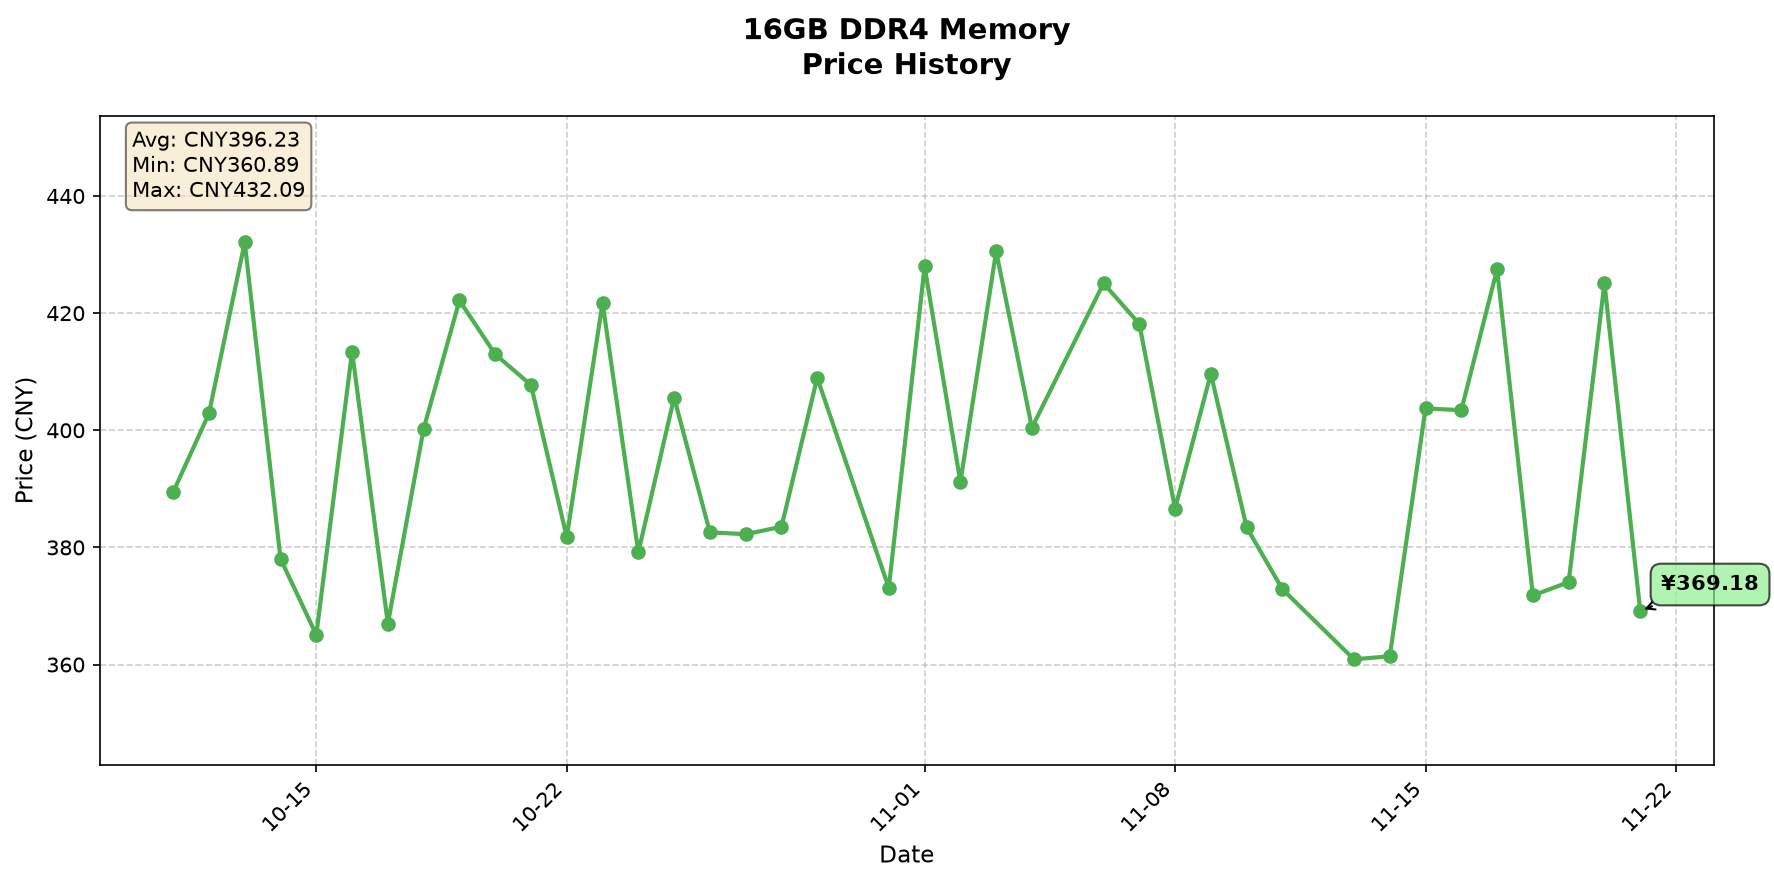 16GB DDR4 Memory
Price History
Avg: CNY396.23
Min: CNY360.89
Max: CNY432.09
440
420
400
380
360
Price (CNY)
¥369.18
10-15
10-22
11-01
11-08
11-15
11-22
Date